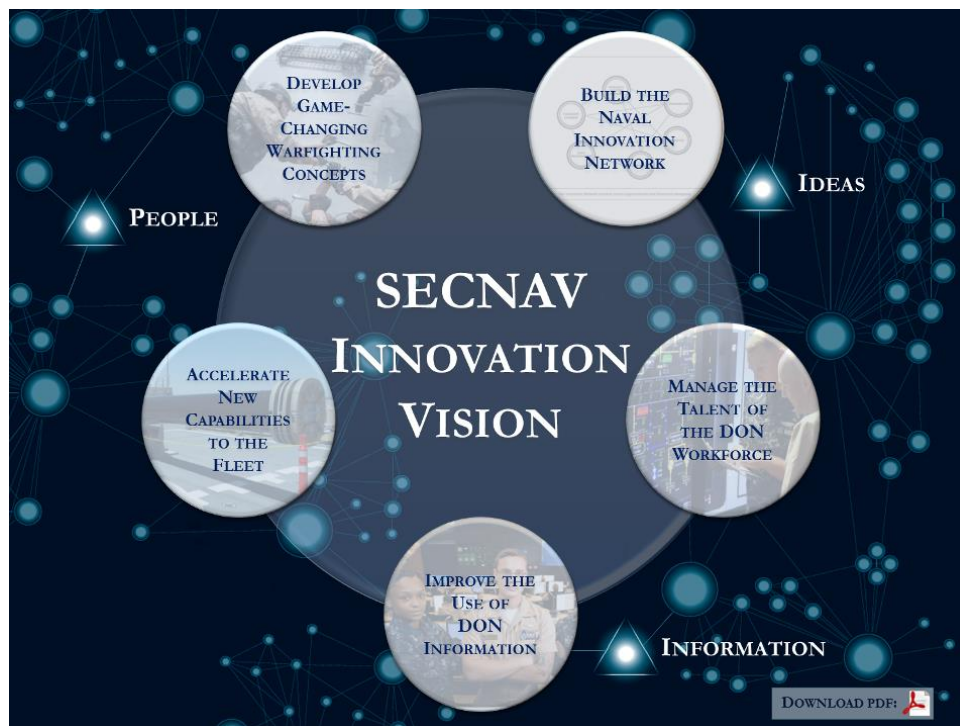 DEVELOP
GAME-
CHANGING
WARFIGHTING
CONCEPTS
BUILD THE
NAVAL
INNOVATION
NETWORK
IDEAS
PEOPLE
SECNAV
INNOVATION
VISION
ACCELERATE
NEW
CAPABILITIES
TO THE
FLEET
MANAGE THE
TALENT OF
THE DON
WORKFORCE
IMPROVE THE
USE OF
DON
INFORMATION
INFORMATION
DOWNLOAD PDF: